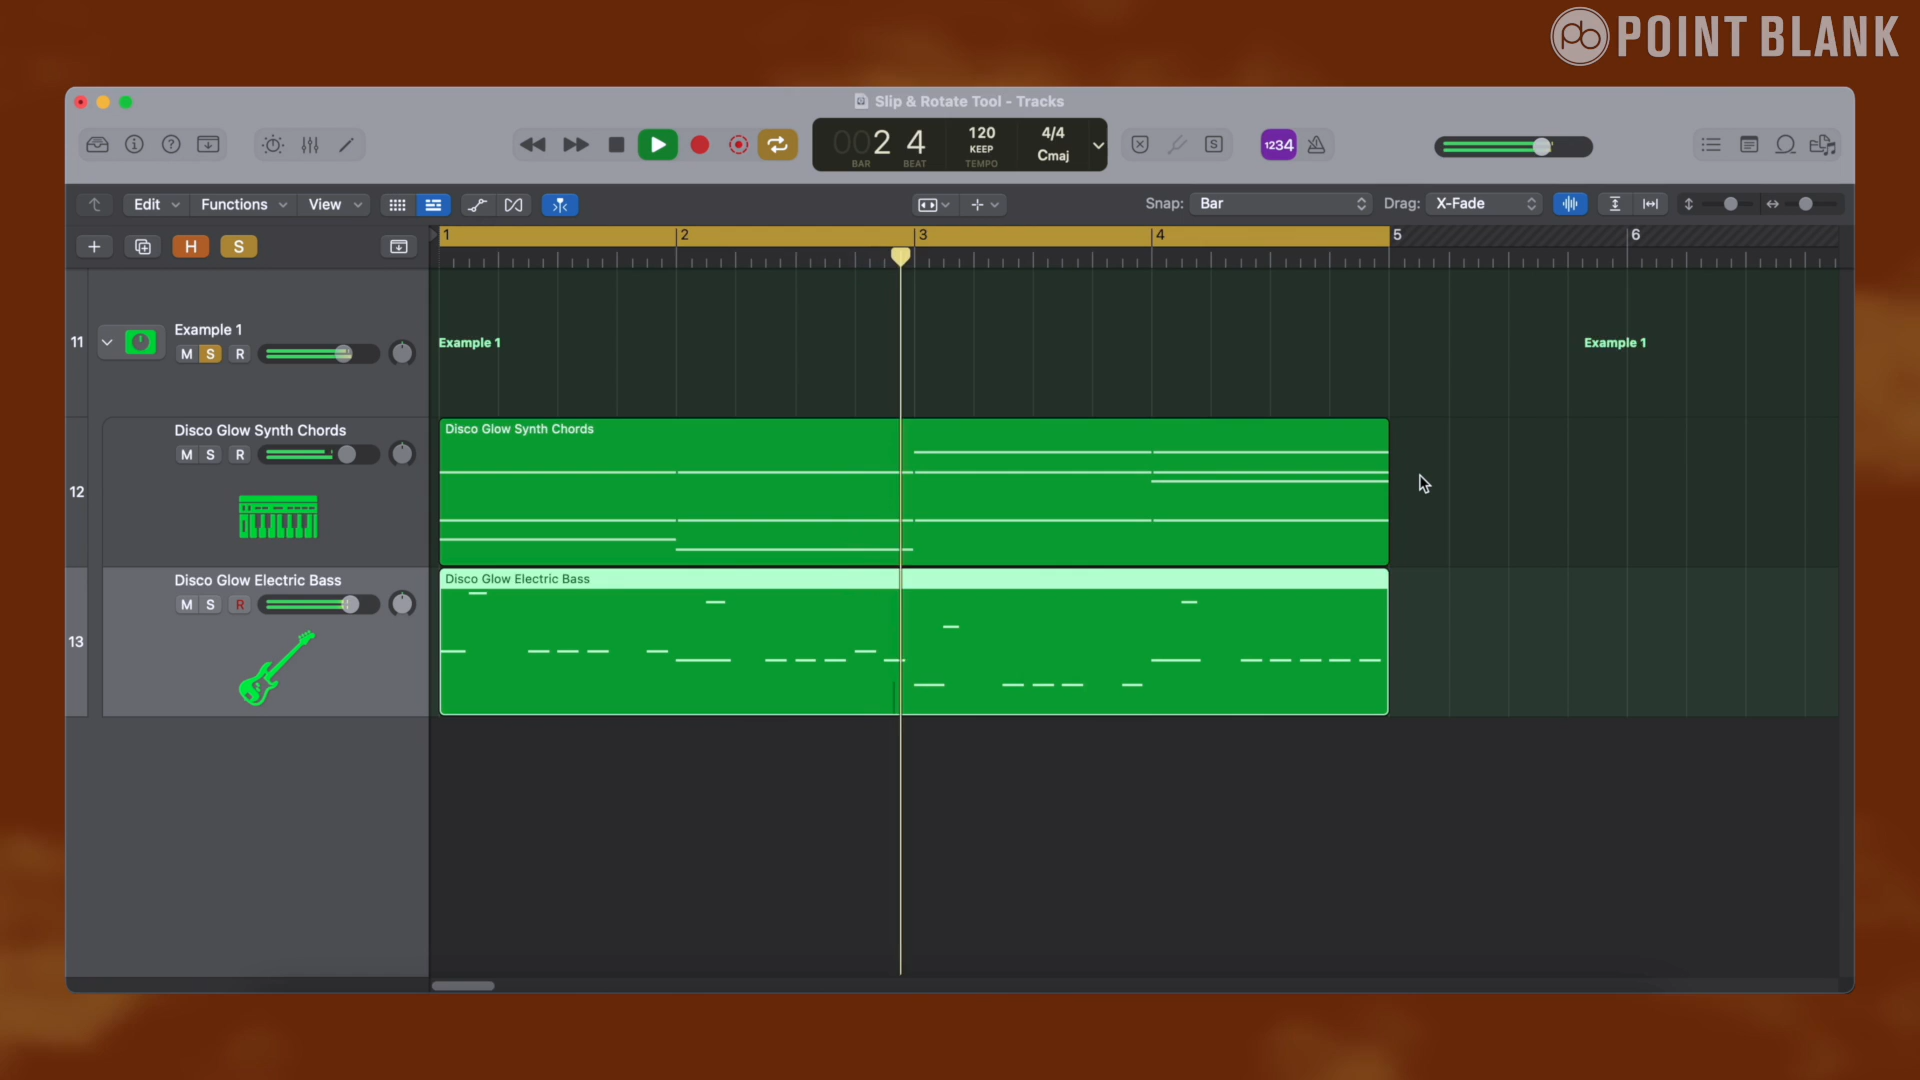 pb POINT BLANK
Slip & Rotate Tool - Tracks
002 4
BAR BEAT
120
KEEP
TEMPO
4/4
Cmaj
S
1234
Edit
Functions
View
Snap: Bar
Drag: X-Fade
H
S
1
2
3
4
5
6
11
Example 1
M S R
Example 1
Example 1
12
Disco Glow Synth Chords
M S R
Disco Glow Synth Chords
13
Disco Glow Electric Bass
M S R
Disco Glow Electric Bass